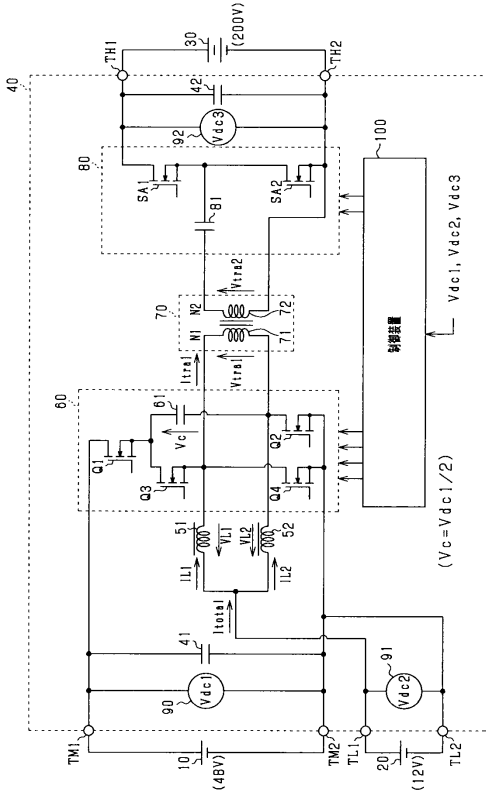 40
TH1
30
(200V)
TH2
42
92
Vdc3
80
SA1
SA2
81
100
制御装置
Vdc1, Vdc2, Vdc3
70
N1
N2
71
72
Vtra1
Vtra2
Itra1
60
61
Vc
Q1
Q2
Q3
Q4
(Vc=Vdc1/2)
51
52
VL1
VL2
IL1
IL2
Itotal
41
90
Vdc1
91
Vdc2
TM1
10
(48V)
TM2
TL1
20
(12V)
TL2